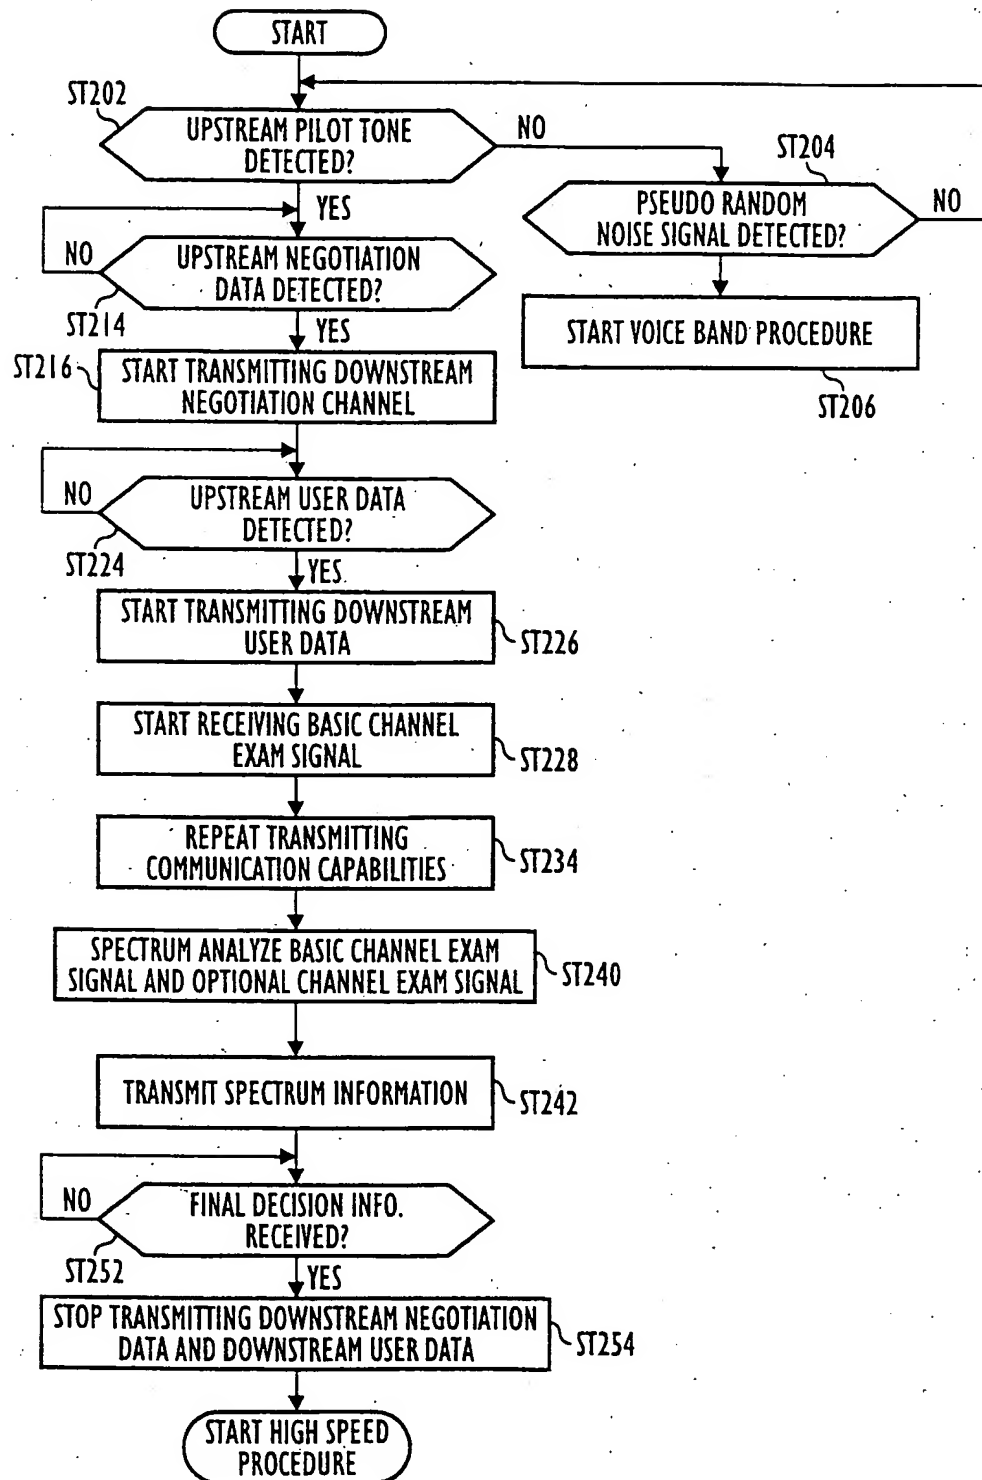 START
ST202
UPSTREAM PILOT TONE
DETECTED?
NO
ST204
PSEUDO RANDOM
NOISE SIGNAL DETECTED?
NO
YES
NO
UPSTREAM NEGOTIATION
DATA DETECTED?
ST214
YES
START VOICE BAND PROCEDURE
ST206
ST216
START TRANSMITTING DOWNSTREAM
NEGOTIATION CHANNEL
NO
UPSTREAM USER DATA
DETECTED?
ST224
YES
START TRANSMITTING DOWNSTREAM
USER DATA
ST226
START RECEIVING BASIC CHANNEL
EXAM SIGNAL
ST228
REPEAT TRANSMITTING
COMMUNICATION CAPABILITIES
ST234
SPECTRUM ANALYZE BASIC CHANNEL EXAM
SIGNAL AND OPTIONAL CHANNEL EXAM SIGNAL
ST240
TRANSMIT SPECTRUM INFORMATION
ST242
NO
FINAL DECISION INFO.
RECEIVED?
ST252
YES
STOP TRANSMITTING DOWNSTREAM NEGOTIATION
DATA AND DOWNSTREAM USER DATA
ST254
START HIGH SPEED
PROCEDURE